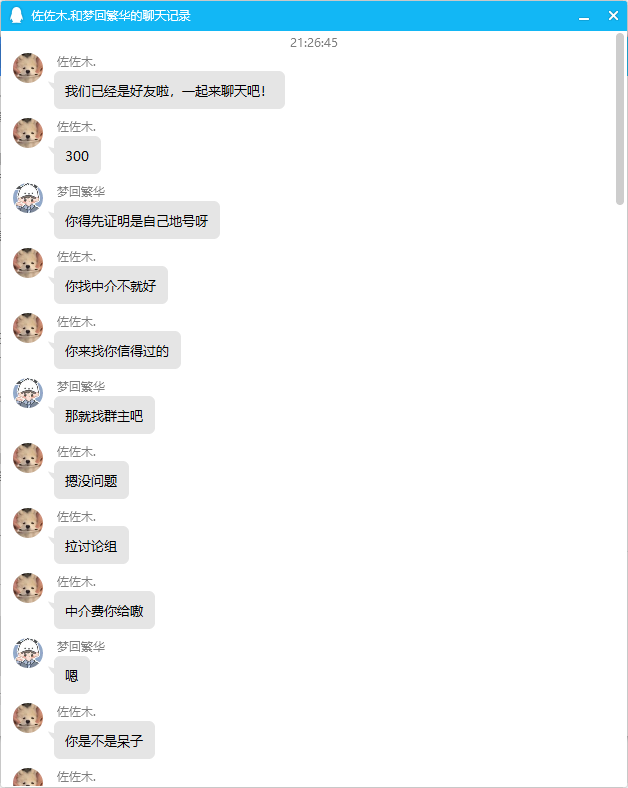 佐佐木.和梦回繁华的聊天记录
21:26:45
佐佐木.
我们已经是好友啦，一起来聊天吧！
佐佐木.
300
梦回繁华
你得先证明是自己地号呀
佐佐木.
你找中介不就好
佐佐木.
你来找你信得过的
梦回繁华
那就找群主吧
佐佐木.
摁没问题
佐佐木.
拉讨论组
佐佐木.
中介费你给嗷
梦回繁华
嗯
佐佐木.
你是不是呆子
佐佐木.